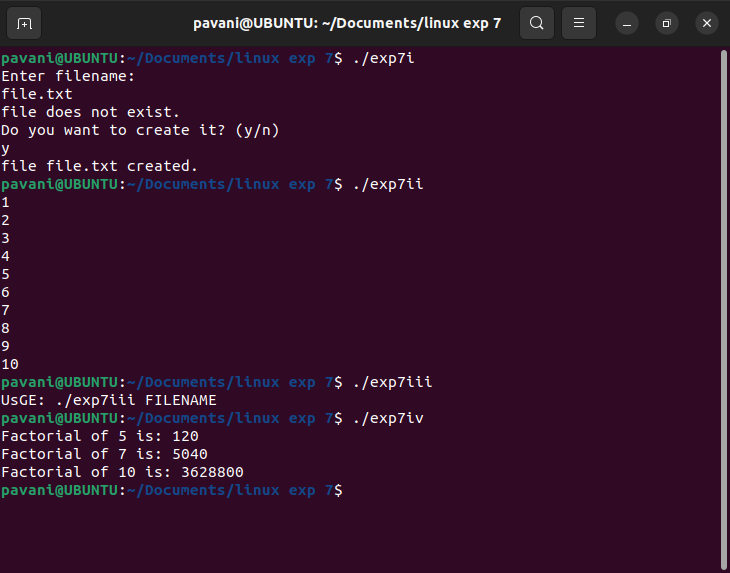 pavani@UBUNTU: ~/Documents/linux exp 7
pavani@UBUNTU:~/Documents/linux exp 7$ ./exp7i
Enter filename:
file.txt
file does not exist.
Do you want to create it? (y/n)
y
file file.txt created.
pavani@UBUNTU:~/Documents/linux exp 7$ ./exp7ii
1
2
3
4
5
6
7
8
9
10
pavani@UBUNTU:~/Documents/linux exp 7$ ./exp7iii
UsGE: ./exp7iii FILENAME
pavani@UBUNTU:~/Documents/linux exp 7$ ./exp7iv
Factorial of 5 is: 120
Factorial of 7 is: 5040
Factorial of 10 is: 3628800
pavani@UBUNTU:~/Documents/linux exp 7$